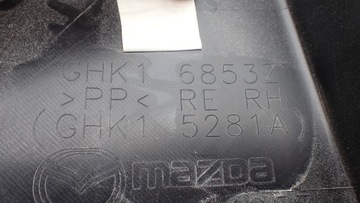 GHK1 6853Z
>PP< RE RH
(GHK1 5281A)
mazda